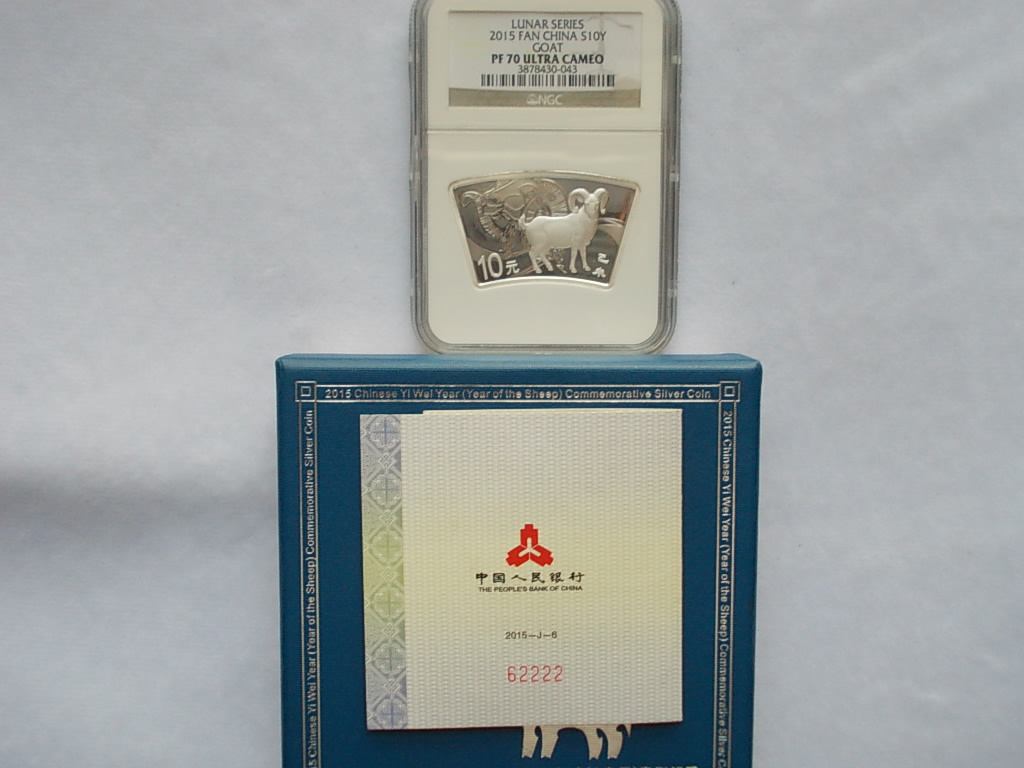 LUNAR SERIES
2015 FAN CHINA S10Y
GOAT
PF 70 ULTRA CAMEO
3878430-043
NGC
10元
己未
2015 Chinese Yi Wei Year (Year of the Sheep) Commemorative Silver Coin
2015 Chinese Yi Wei Year (Year of the Sheep) Commemorative Silver Coin
15 Chinese Yi Wei Year (Year of the Sheep) Commemorative Silver Coin
中国人民银行
THE PEOPLE'S BANK OF CHINA
2015-J-6
62222